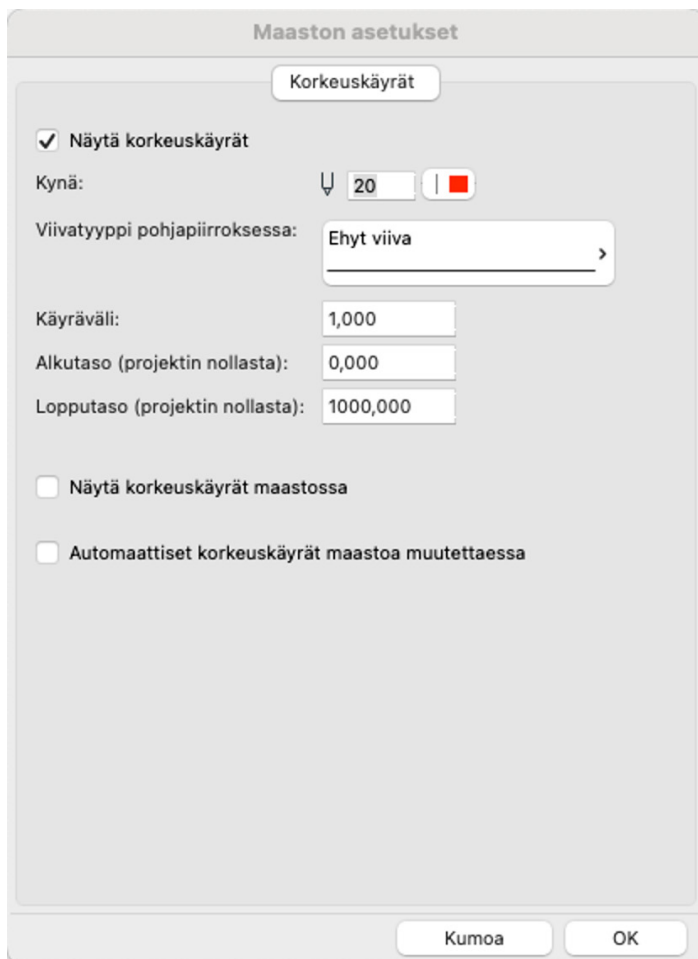 Maaston asetukset
Korkeuskäyrät
Näytä korkeuskäyrät
Kynä: 20
Viivatyyppi pohjapiirroksessa: Ehyt viiva
Käyräväli: 1,000
Alkutaso (projektin nollasta): 0,000
Lopputaso (projektin nollasta): 1000,000
Näytä korkeuskäyrät maastossa
Automaattiset korkeuskäyrät maastoa muutettaessa
Kumoa OK